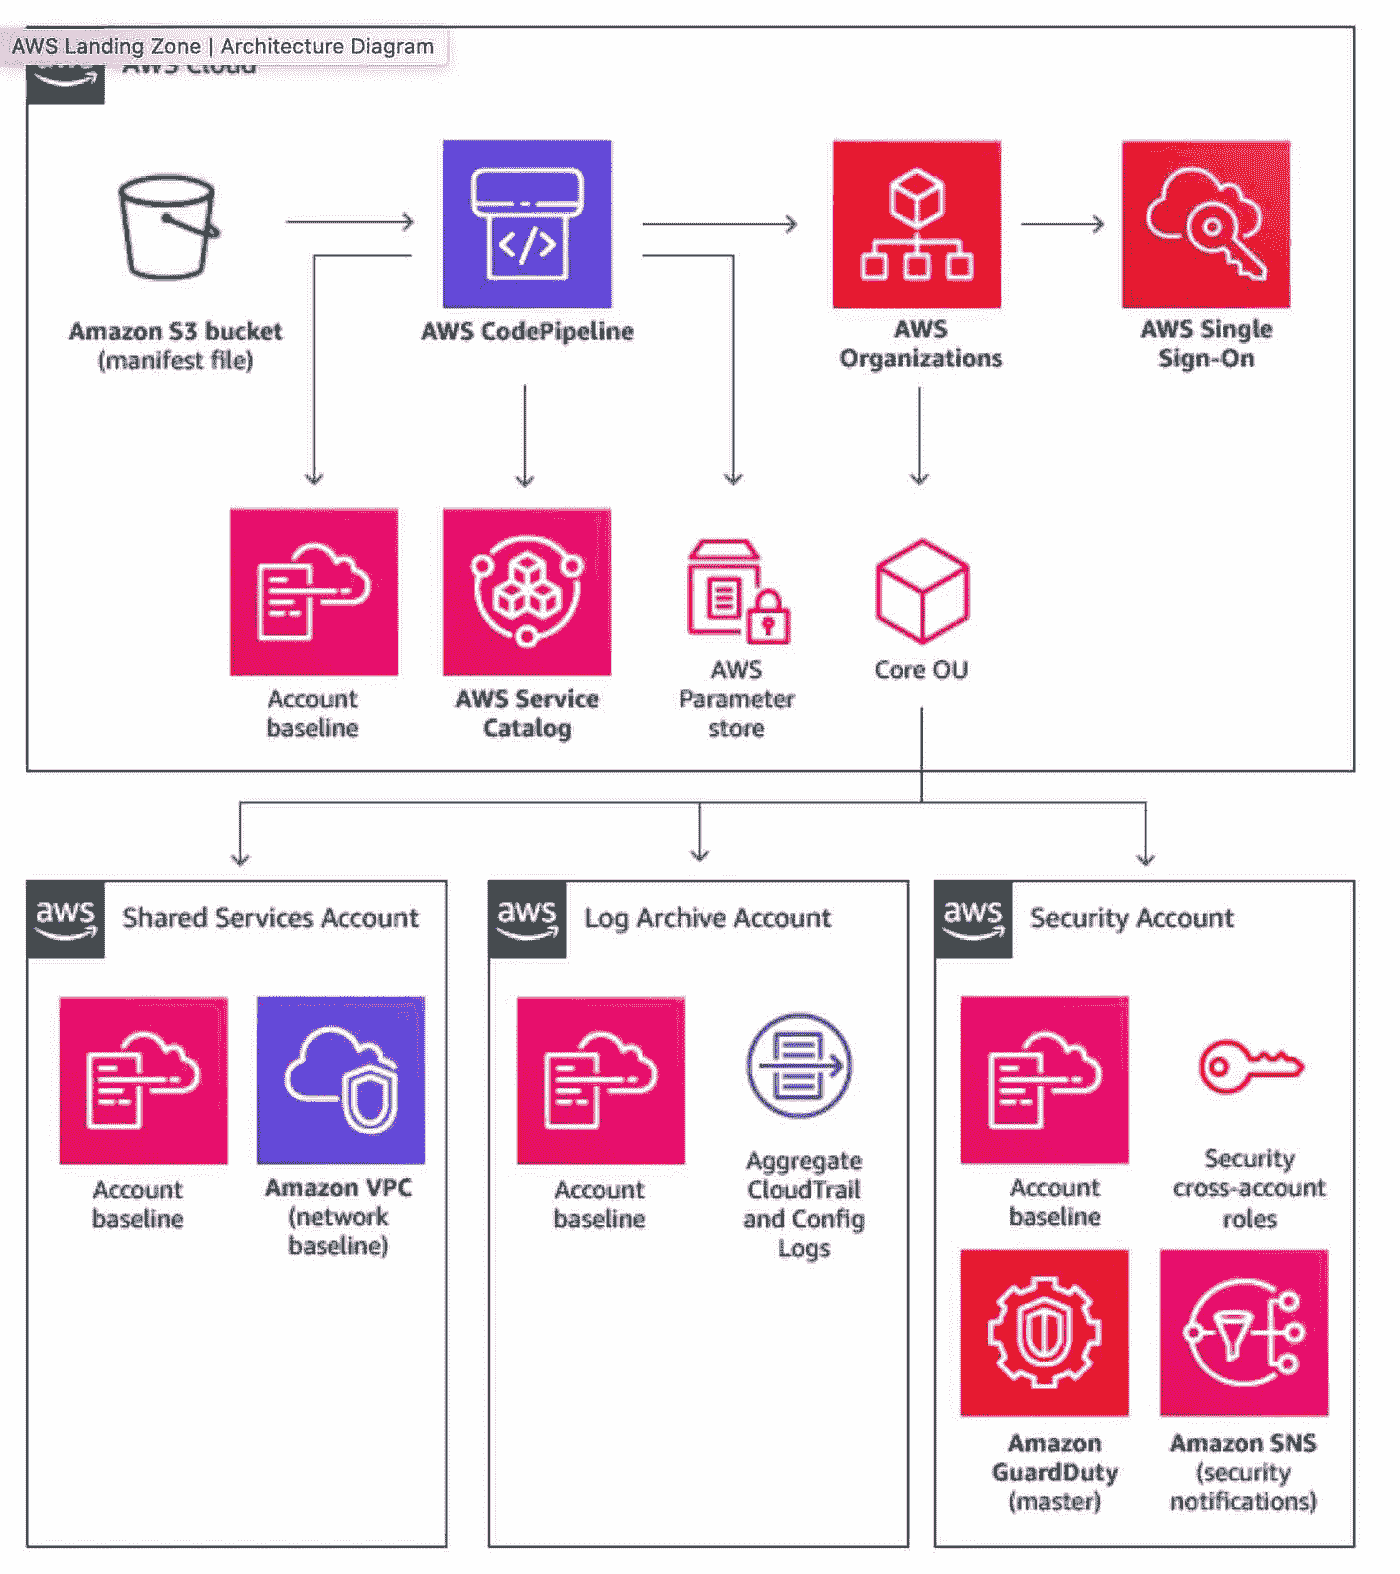 AWS Landing Zone | Architecture Diagram
aws
AWS Cloud
Amazon S3 bucket
(manifest file)
AWS CodePipeline
AWS
Organizations
AWS Single
Sign-On
</>
Account
baseline
AWS Service
Catalog
AWS
Parameter
store
Core OU
aws
Shared Services Account
aws
Log Archive Account
aws
Security Account
Account
baseline
Amazon VPC
(network
baseline)
Account
baseline
Aggregate
CloudTrail
and Config
Logs
Account
baseline
Security
cross-account
roles
Amazon
GuardDuty
(master)
Amazon SNS
(security
notifications)